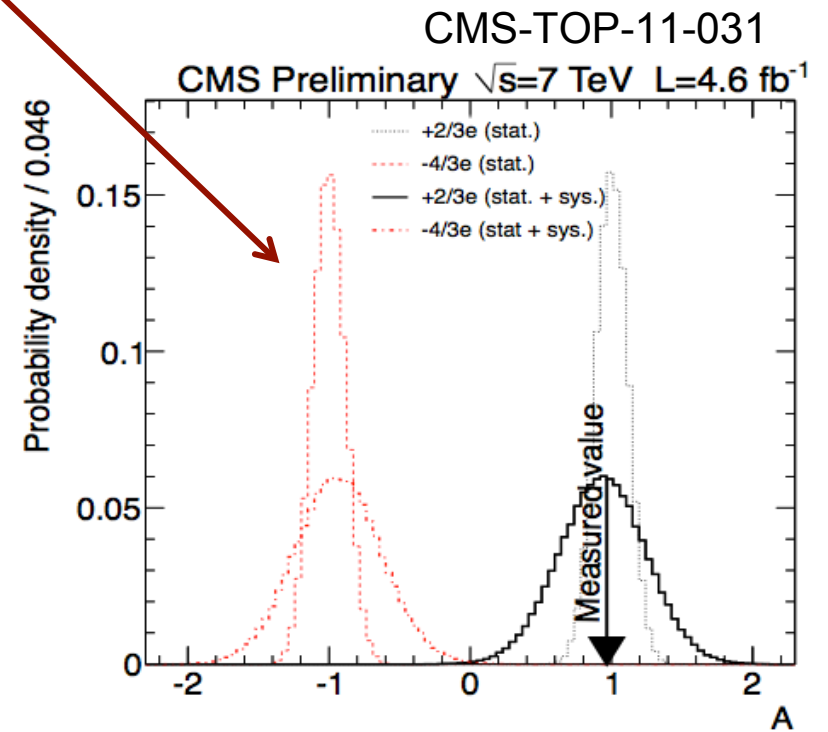 CMS-TOP-11-031
CMS Preliminary √s=7 TeV L=4.6 fb⁻¹
Probability density / 0.046
+2/3e (stat.)
-4/3e (stat.)
+2/3e (stat. + sys.)
-4/3e (stat + sys.)
0.15
0.1
0.05
0
Measured value
-2 -1 0 1 2
A